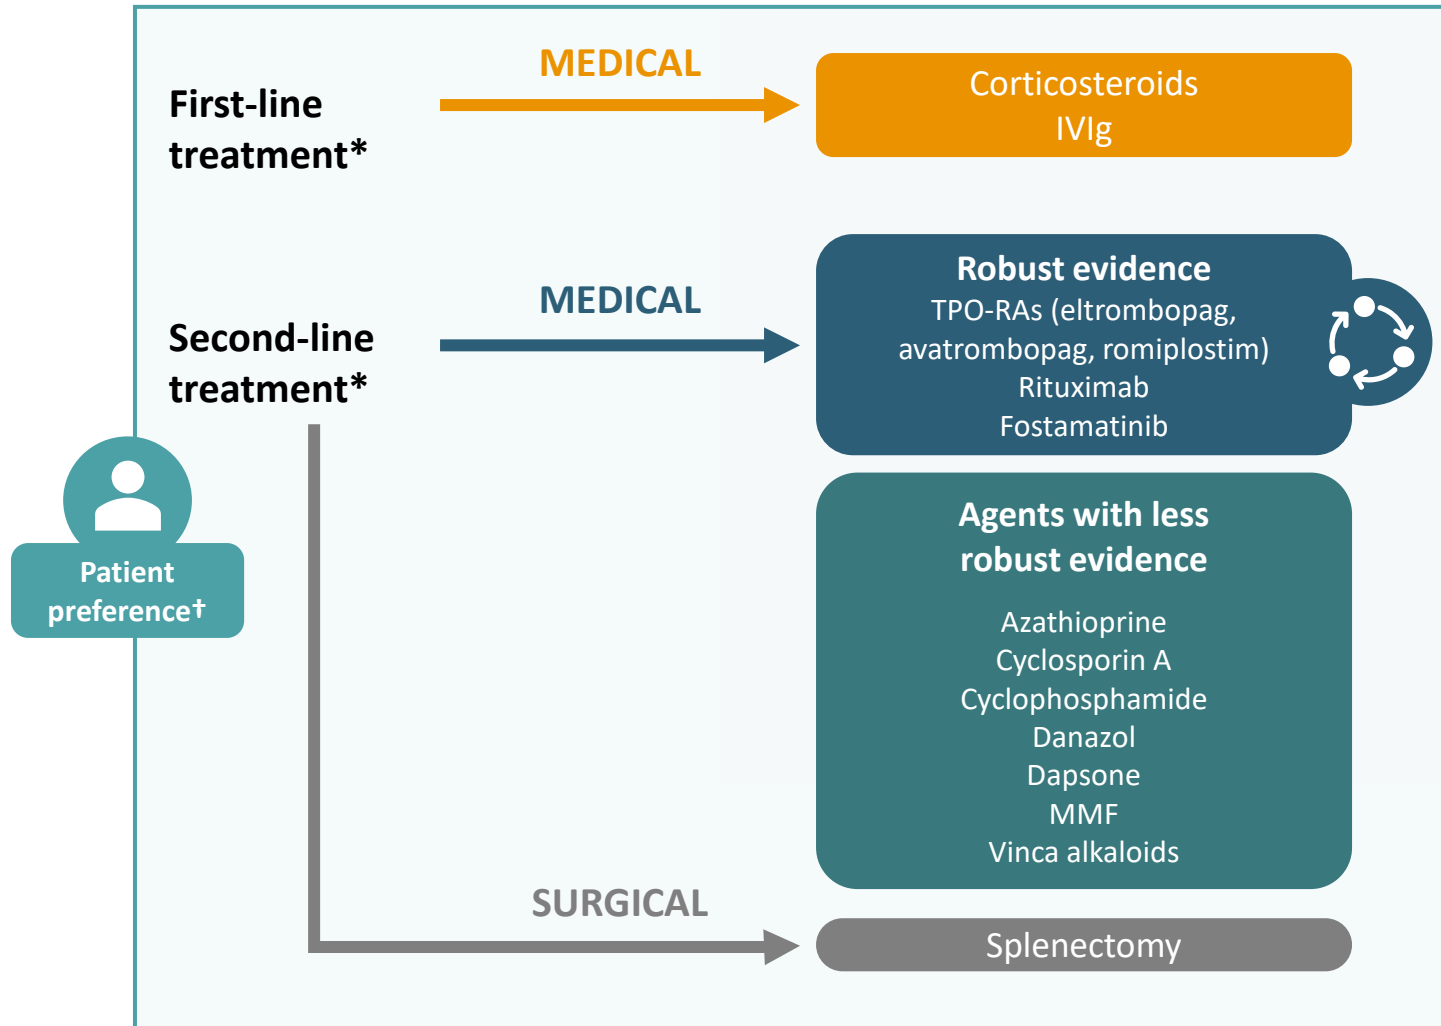 MEDICAL
First-line
treatment*
Corticosteroids
IVIg
MEDICAL
Second-line
treatment*
Robust evidence
TPO-RAs (eltrombopag,
avatrombopag, romiplostim)
Rituximab
Fostamatinib
Patient
preference†
Agents with less
robust evidence
Azathioprine
Cyclosporin A
Cyclophosphamide
Danazol
Dapsone
MMF
Vinca alkaloids
SURGICAL
Splenectomy